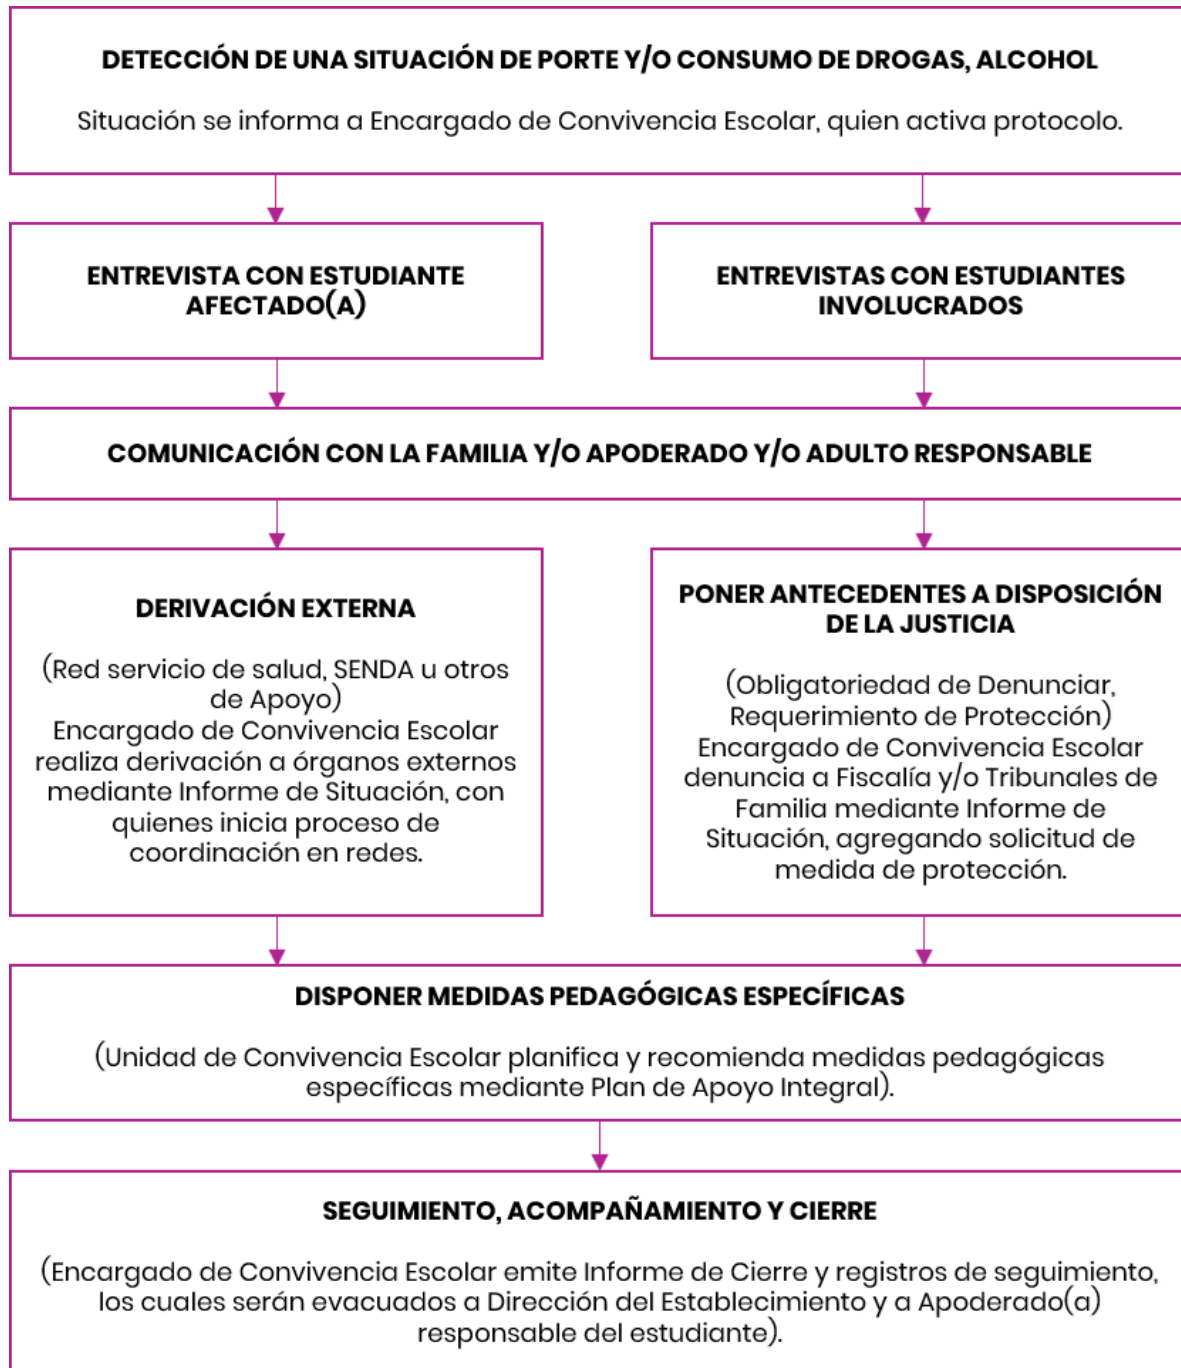 DETECCIÓN DE UNA SITUACIÓN DE PORTE Y/O CONSUMO DE DROGAS, ALCOHOL
Situación se informa a Encargado de Convivencia Escolar, quien activa protocolo.
ENTREVISTA CON ESTUDIANTE
AFECTADO(A)
ENTREVISTAS CON ESTUDIANTES
INVOLUCRADOS
COMUNICACIÓN CON LA FAMILIA Y/O APODERADO Y/O ADULTO RESPONSABLE
DERIVACIÓN EXTERNA
(Red servicio de salud, SENDA u otros
de Apoyo)
Encargado de Convivencia Escolar
realiza derivación a órganos externos
mediante Informe de Situación, con
quienes inicia proceso de
coordinación en redes.
PONER ANTECEDENTES A DISPOSICIÓN
DE LA JUSTICIA
(Obligatoriedad de Denunciar,
Requerimiento de Protección)
Encargado de Convivencia Escolar
denuncia a Fiscalía y/o Tribunales de
Familia mediante Informe de
Situación, agregando solicitud de
medida de protección.
DISPONER MEDIDAS PEDAGÓGICAS ESPECÍFICAS
(Unidad de Convivencia Escolar planifica y recomienda medidas pedagógicas
específicas mediante Plan de Apoyo Integral).
SEGUIMIENTO, ACOMPAÑAMIENTO Y CIERRE
(Encargado de Convivencia Escolar emite Informe de Cierre y registros de seguimiento,
los cuales serán evacuados a Dirección del Establecimiento y a Apoderado(a)
responsable del estudiante).